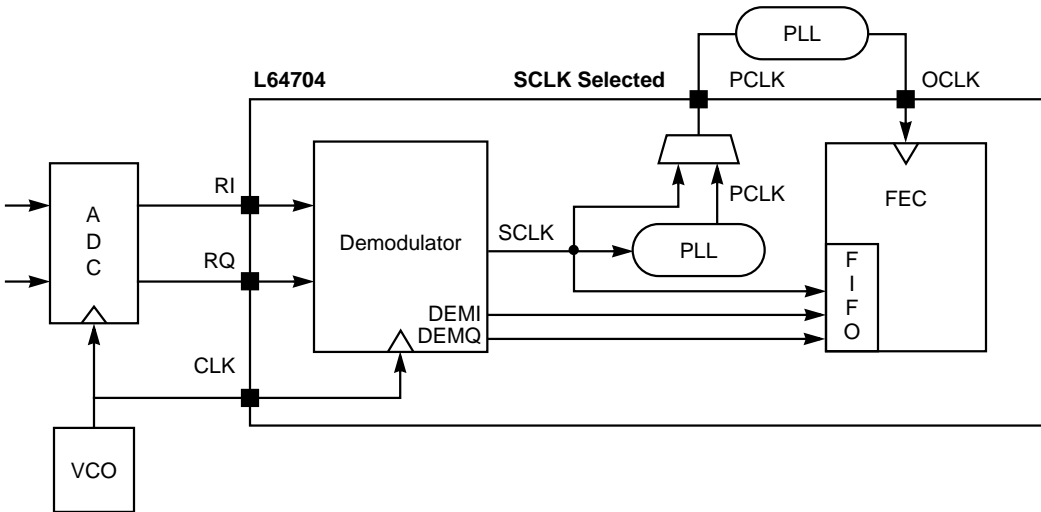 PLL
L64704
SCLK Selected
PCLK
OCLK
RI
A
D
C
RQ
Demodulator
SCLK
PCLK
PLL
FEC
F
I
F
O
DEMI
DEMQ
CLK
VCO